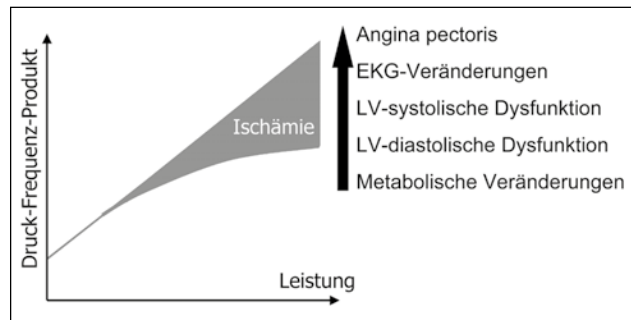 Druck-Frequenz-Produkt
Ischämie
Leistung
Angina pectoris
EKG-Veränderungen
LV-systolische Dysfunktion
LV-diastolische Dysfunktion
Metabolische Veränderungen